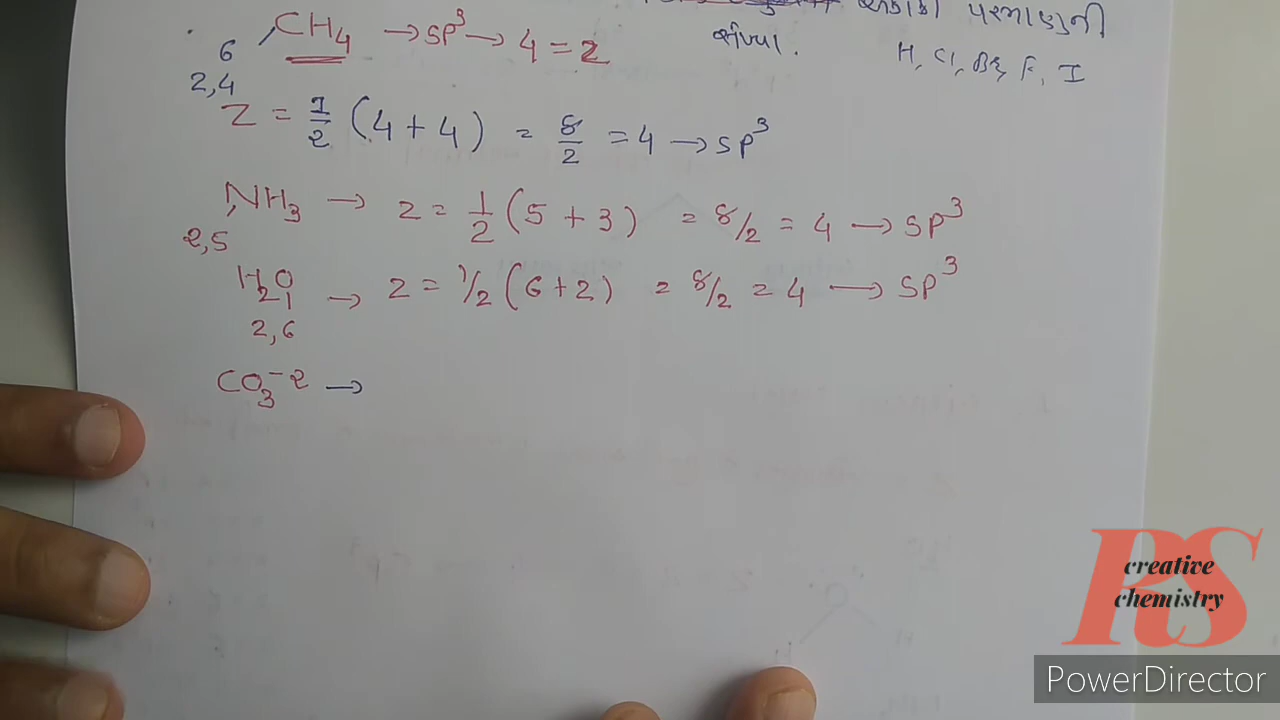 પરમાણુની
સંખ્યા.
H, Cl, Br, F, I
CH₄ → SP³ → 4 = Z
6
2,4
Z = 1/2 (4 + 4) = 8/2 = 4 → SP³
NH₃ → Z = 1/2 (5 + 3) = 8/2 = 4 → SP³
2,5
H₂O → Z = 1/2 (6 + 2) = 8/2 = 4 → SP³
2,6
CO₃⁻² →
RS
creative
chemistry
PowerDirector